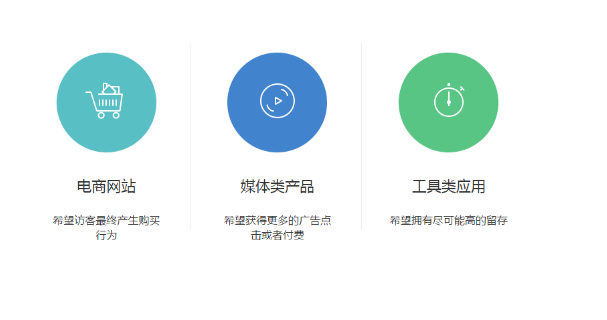 电商网站
希望访客最终产生购买
行为
媒体类产品
希望获得更多的广告点
击或者付费
工具类应用
希望拥有尽可能高的留存